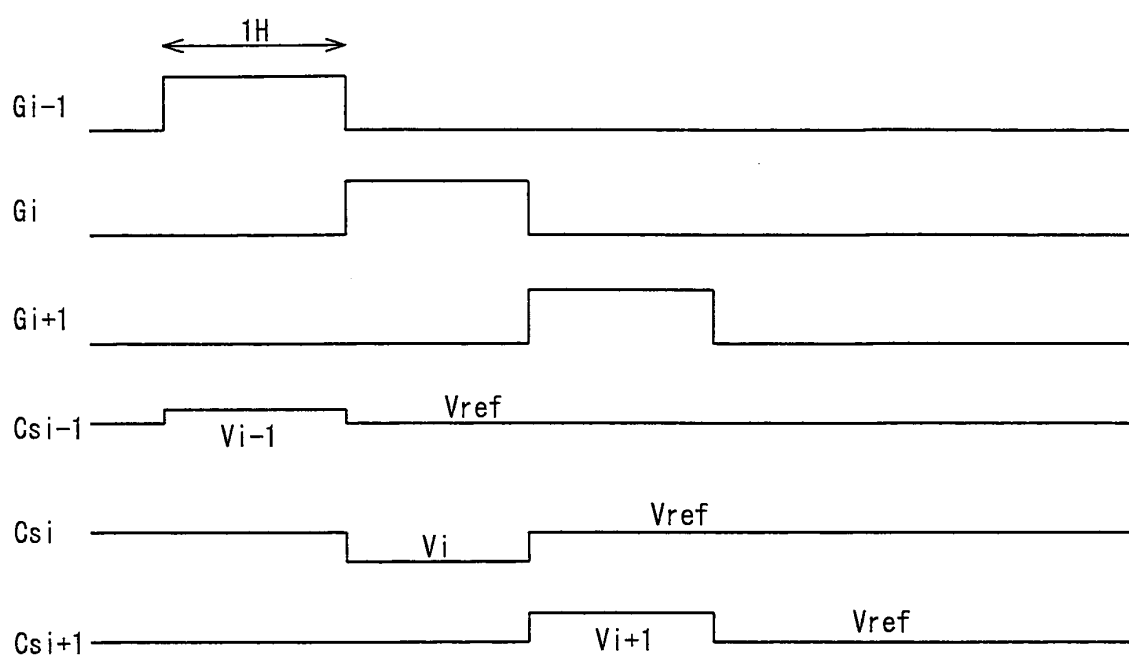 1H
Gi-1
Gi
Gi+1
Csi-1
Vi-1
Vref
Csi
Vi
Vref
Csi+1
Vi+1
Vref